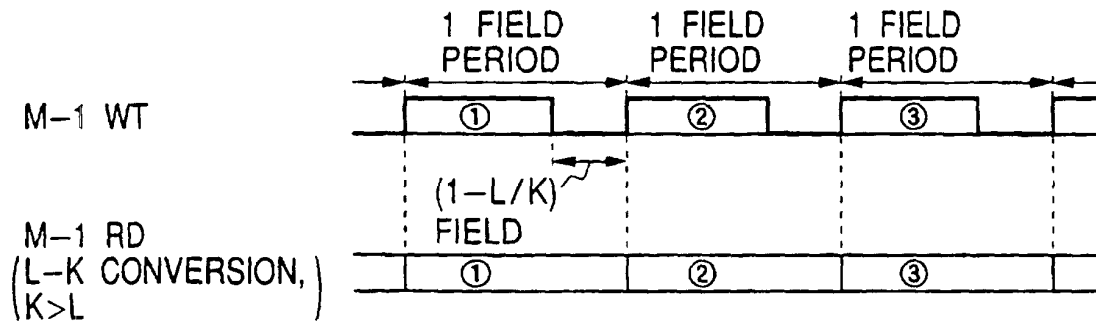 1 FIELD PERIOD
1 FIELD PERIOD
1 FIELD PERIOD
M-1 WT
① ② ③
(1-L/K) FIELD
M-1 RD
(L-K CONVERSION,
K>L)
① ② ③